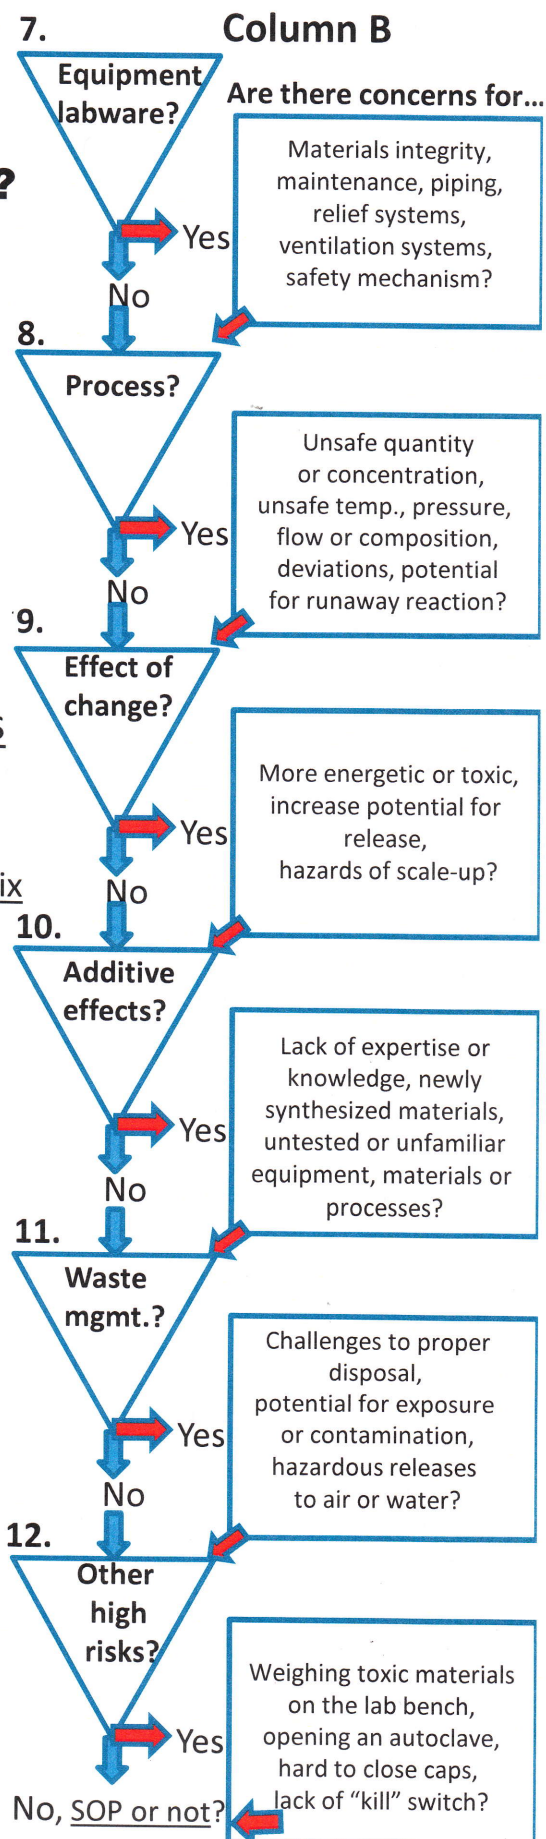 7.
Column B
Equipment
labware?
Are there concerns for...
Materials integrity,
maintenance, piping,
relief systems,
ventilation systems,
safety mechanism?
?
Yes
No
8.
Process?
Unsafe quantity
or concentration,
unsafe temp., pressure,
flow or composition,
deviations, potential
for runaway reaction?
Yes
No
9.
Effect of
change?
s
More energetic or toxic,
increase potential for
release,
hazards of scale-up?
Yes
No
ix
10.
Additive
effects?
Lack of expertise or
knowledge, newly
synthesized materials,
untested or unfamiliar
equipment, materials or
processes?
Yes
No
11.
Waste
mgmt.?
Challenges to proper
disposal,
potential for exposure
or contamination,
hazardous releases
to air or water?
Yes
No
12.
Other
high
risks?
Weighing toxic materials
on the lab bench,
opening an autoclave,
hard to close caps,
lack of “kill” switch?
Yes
No, SOP or not?